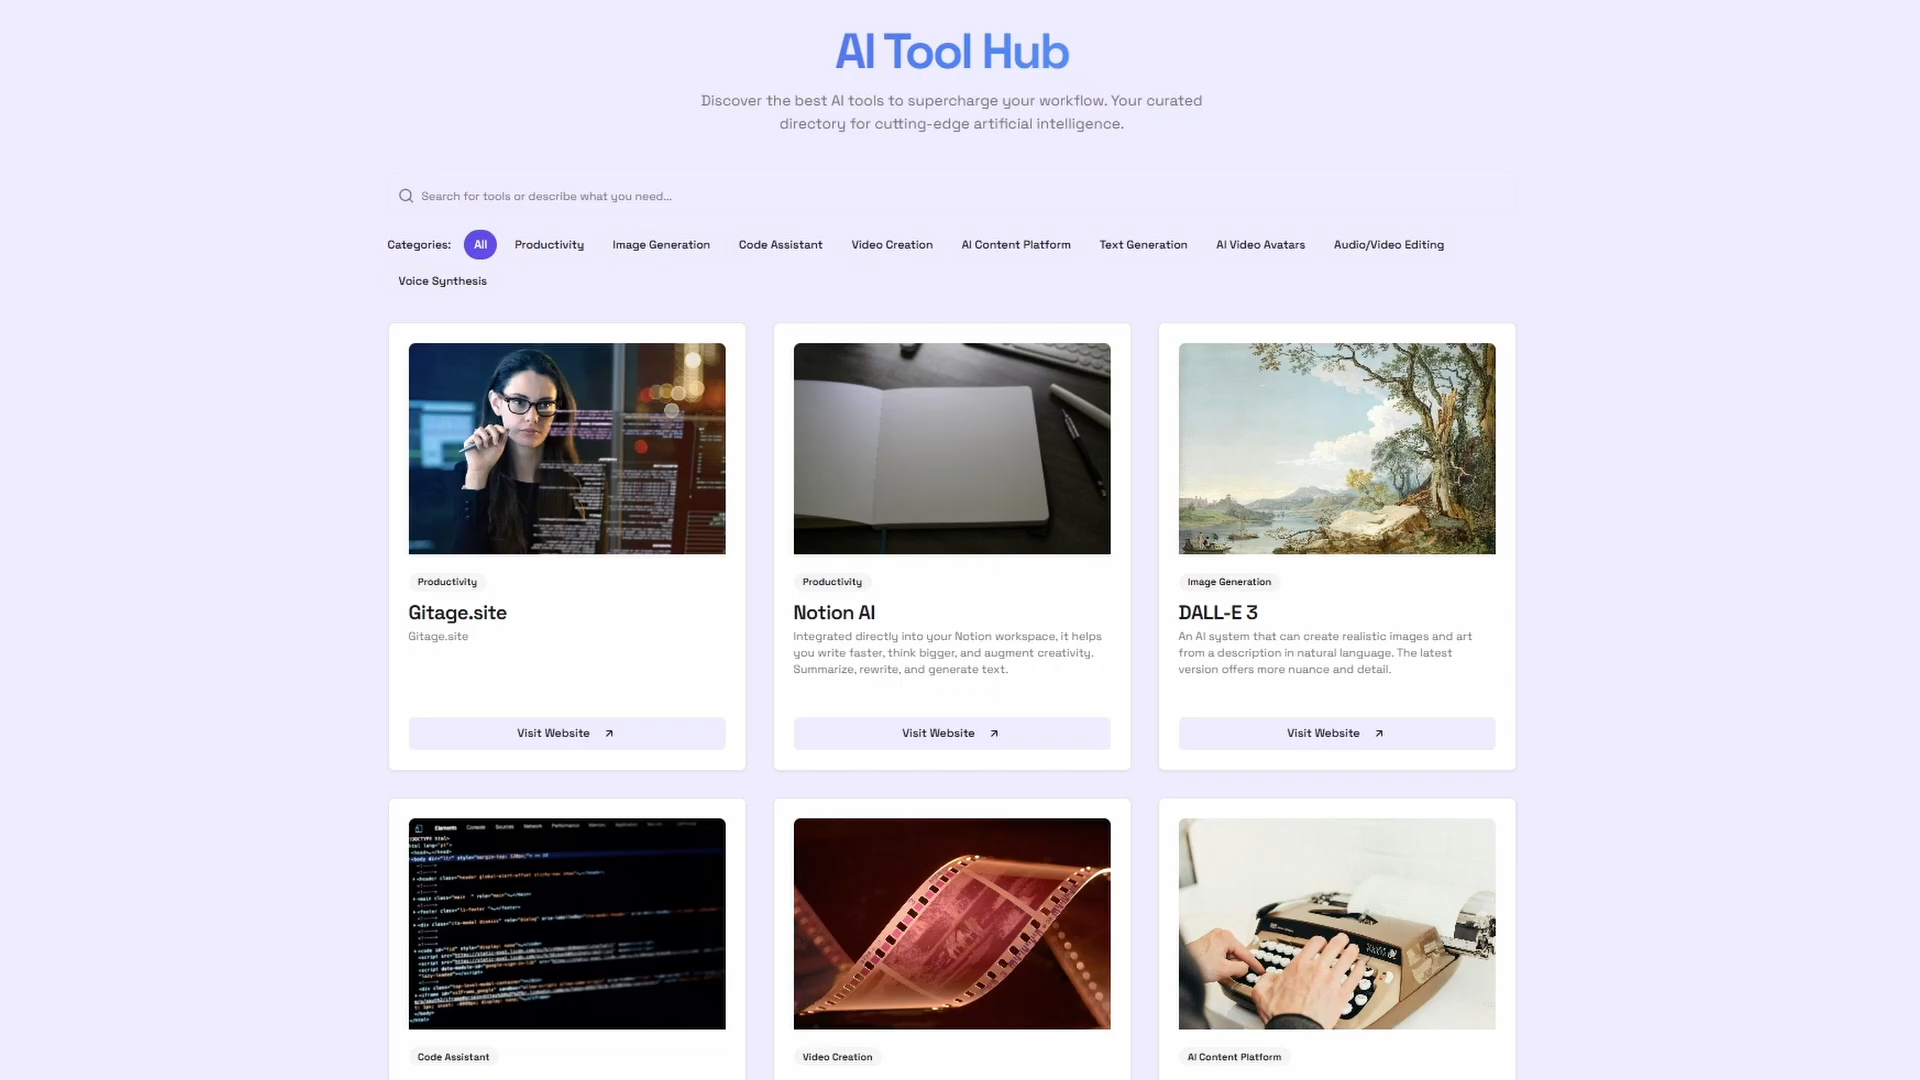 AI Tool Hub
Discover the best AI tools to supercharge your workflow. Your curated
directory for cutting-edge artificial intelligence.
Search for tools or describe what you need...
Categories: All Productivity Image Generation Code Assistant Video Creation AI Content Platform Text Generation AI Video Avatars Audio/Video Editing
Voice Synthesis
Productivity
Gitage.site
Gitage.site
Visit Website
Productivity
Notion AI
Integrated directly into your Notion workspace, it helps
you write faster, think bigger, and augment creativity.
Summarize, rewrite, and generate text.
Visit Website
Image Generation
DALL-E 3
An AI system that can create realistic images and art
from a description in natural language. The latest
version offers more nuance and detail.
Visit Website
Elements Console Sources Network Performance Memory
Code Assistant
Video Creation
AI Content Platform